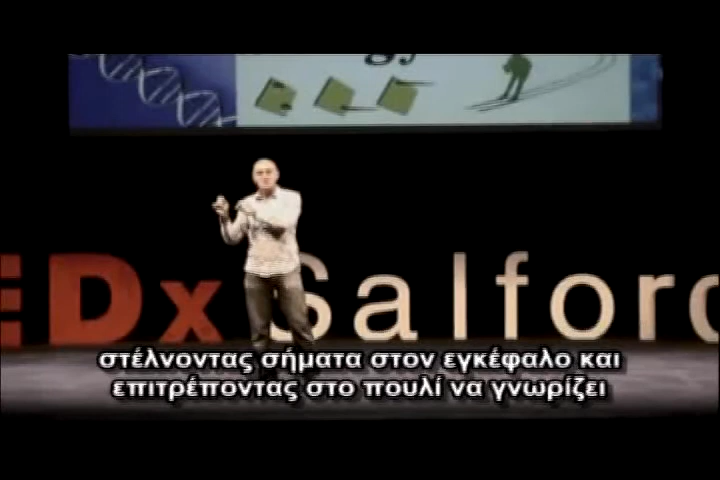 EDx Salford
στέλνοντας σήματα στον εγκέφαλο και
επιτρέποντας στο πουλί να γνωρίζει